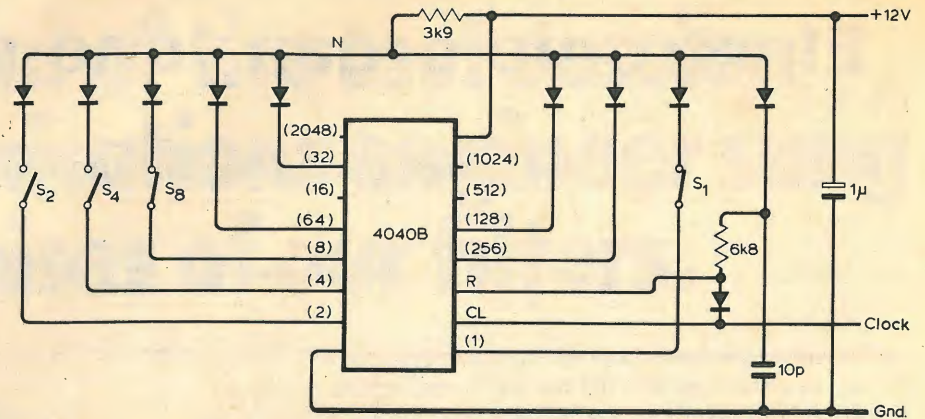 3k9
+12V
N
(2048)
(32)
(1024)
(16)
(512)
S2
S4
S8
S1
1μ
(64)
(128)
4040B
6k8
(8)
(256)
(4)
R
(2)
CL
Clock
(1)
10p
Gnd.